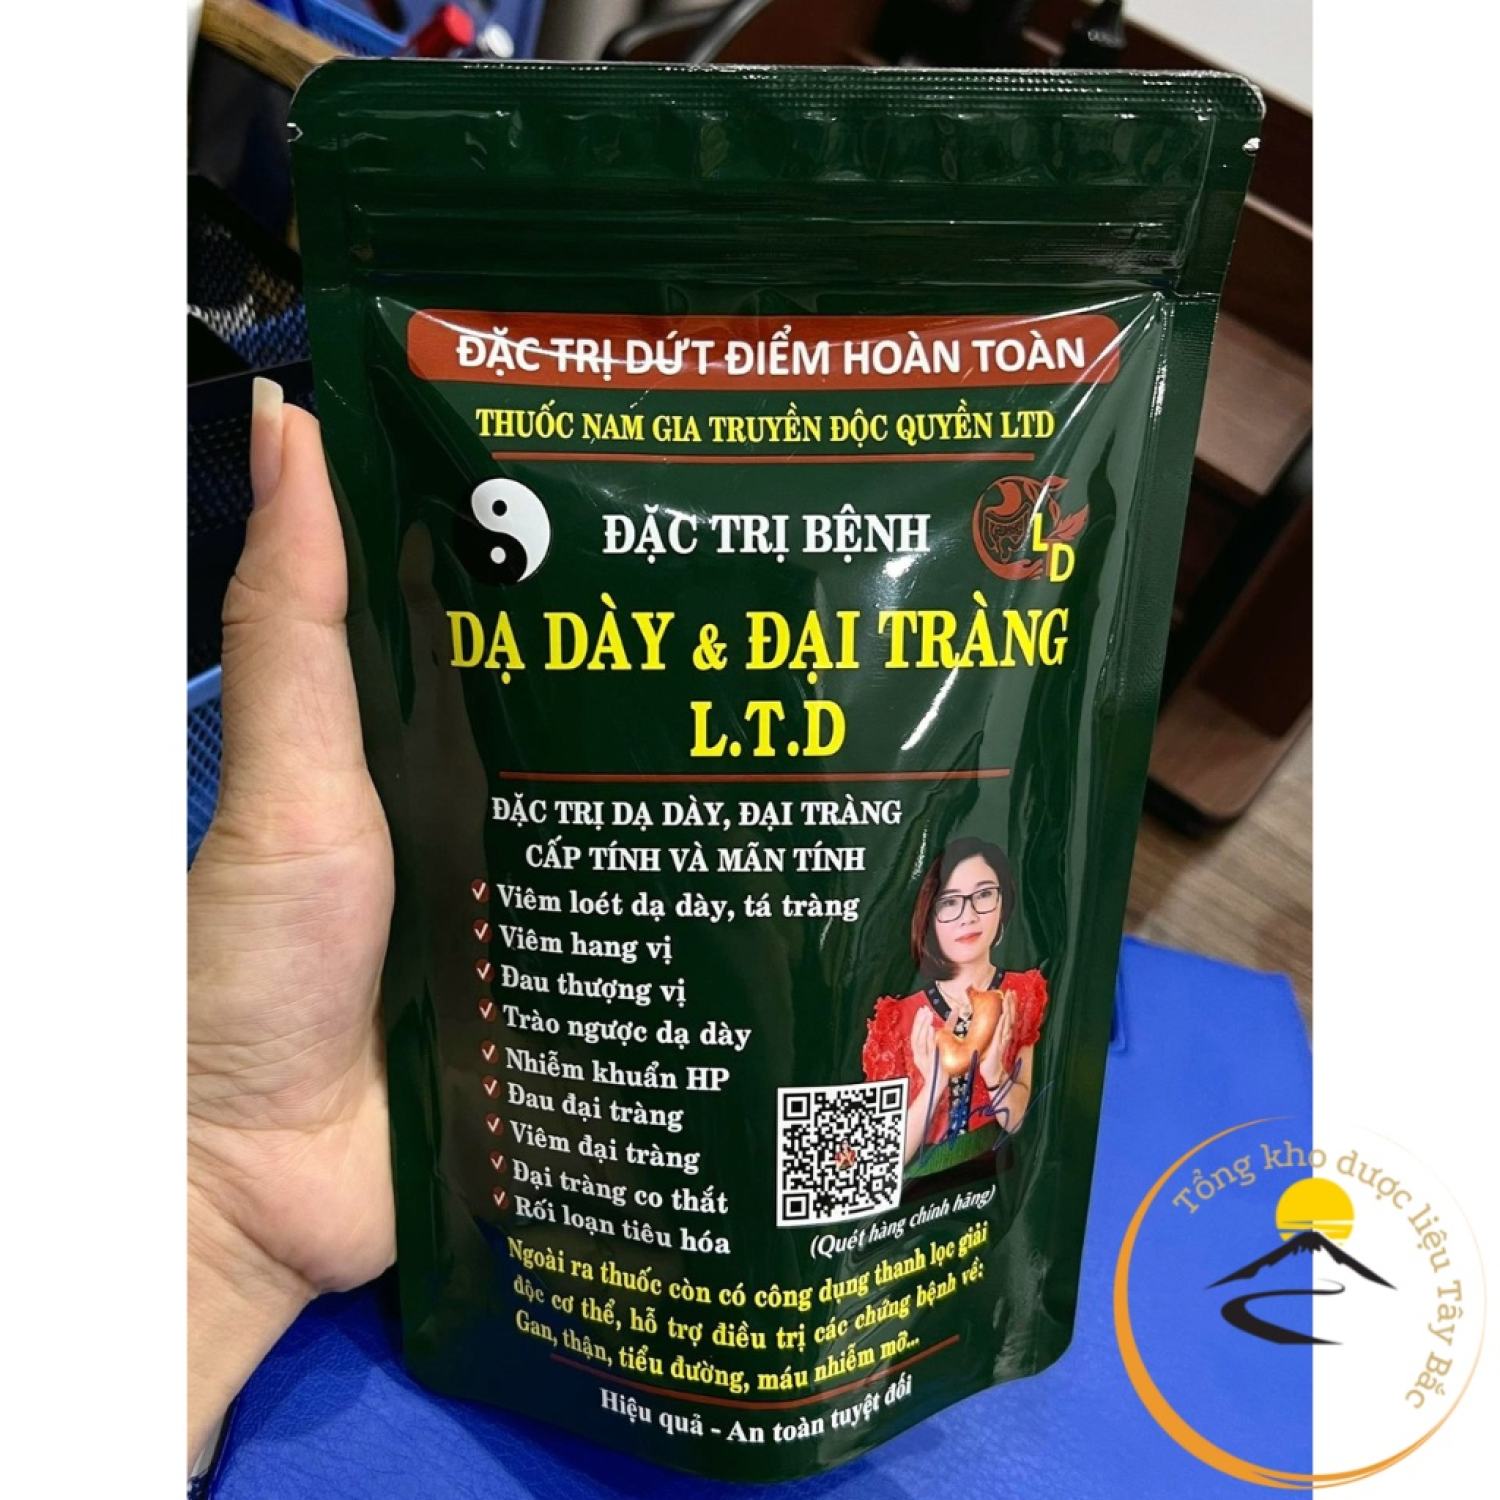 ĐẶC TRỊ DỨT ĐIỂM HOÀN TOÀN
THUỐC NAM GIA TRUYỀN ĐỘC QUYỀN LTD
ĐẶC TRỊ BỆNH
L
D
DẠ DÀY & ĐẠI TRÀNG
L.T.D
ĐẶC TRỊ DẠ DÀY, ĐẠI TRÀNG
CẤP TÍNH VÀ MÃN TÍNH
Viêm loét dạ dày, tá tràng
Viêm hang vị
Đau thượng vị
Trào ngược dạ dày
Nhiễm khuẩn HP
Đau đại tràng
Viêm đại tràng
Đại tràng co thắt
Rối loạn tiêu hóa
(Quét hàng chính hãng)
Ngoài ra thuốc còn có công dụng thanh lọc giải
độc cơ thể, hỗ trợ điều trị các chứng bệnh về:
Gan, thận, tiểu đường, máu nhiễm mỡ...
Hiệu quả - An toàn tuyệt đối
Tổng kho dược liệu Tây Bắc